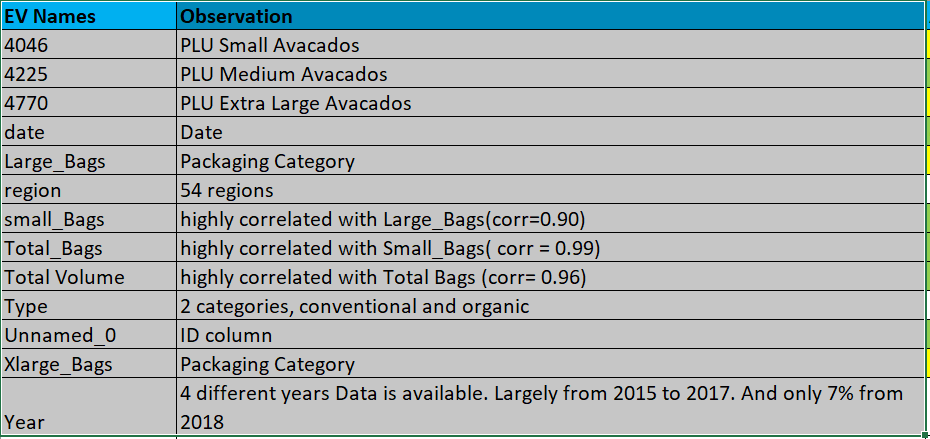 EV Names Observation
4046 PLU Small Avacados
4225 PLU Medium Avacados
4770 PLU Extra Large Avacados
date Date
Large_Bags Packaging Category
region 54 regions
small_Bags highly correlated with Large_Bags(corr=0.90)
Total_Bags highly correlated with Small_Bags( corr = 0.99)
Total Volume highly correlated with Total Bags (corr= 0.96)
Type 2 categories, conventional and organic
Unnamed_0 ID column
Xlarge_Bags Packaging Category
4 different years Data is available. Largely from 2015 to 2017. And only 7% from
Year 2018